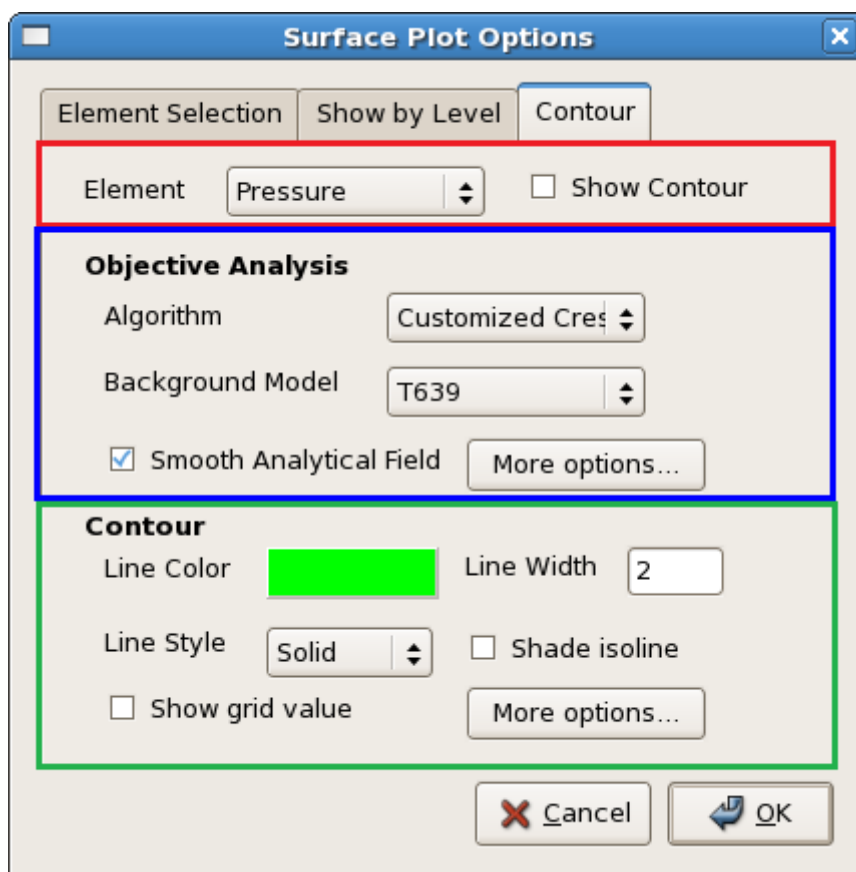 Surface Plot Options
Element Selection Show by Level Contour
Element Pressure Show Contour
Objective Analysis
Algorithm Customized Cres
Background Model T639
Smooth Analytical Field More options...
Contour
Line Color Line Width 2
Line Style Solid Shade isoline
Show grid value More options...
Cancel OK